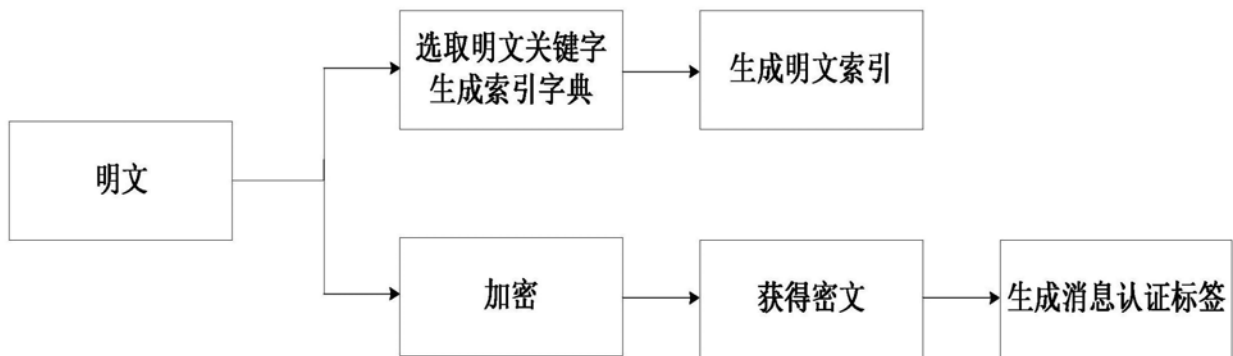 明文
选取明文关键字
生成索引字典
生成明文索引
加密
获得密文
生成消息认证标签